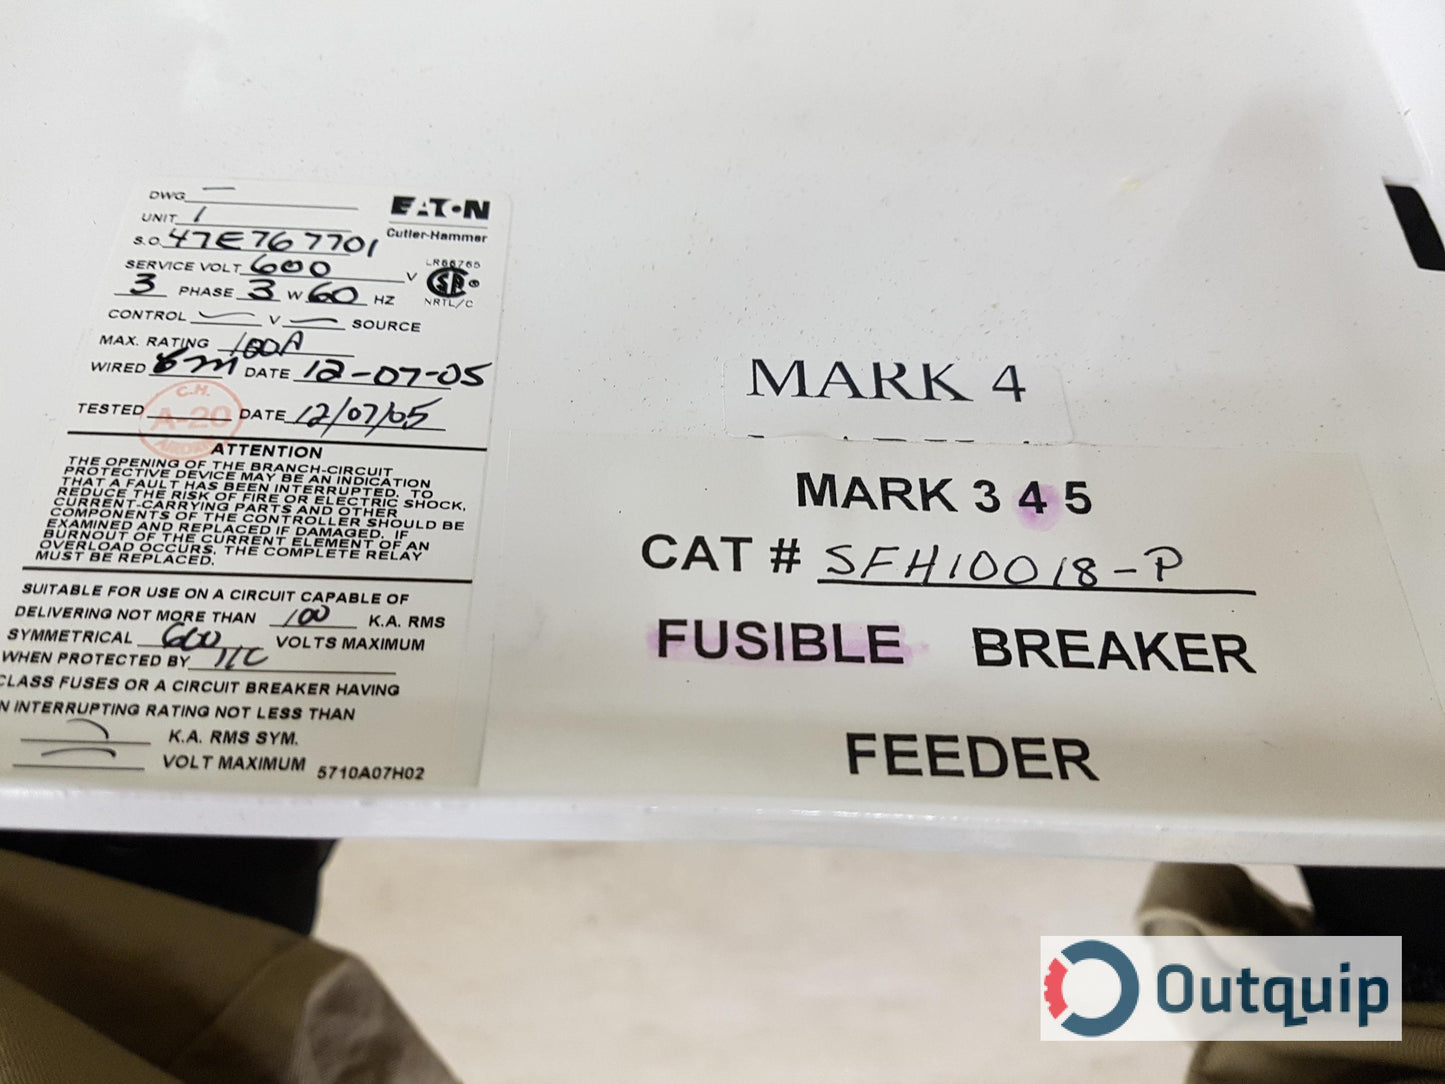 DWG —
UNIT 1
S.O. 47E767701
EATON
Cutler-Hammer
SERVICE VOLT 600 V
LR66765
SA ®
NRTL/C
3 PHASE 3 W 60 HZ
CONTROL — V — SOURCE
MAX. RATING 100A
WIRED DATE 12-07-05
TESTED DATE 12/07/05
C.H.
A-20
ATTENTION
THE OPENING OF THE BRANCH-CIRCUIT
PROTECTIVE DEVICE MAY BE AN INDICATION
THAT A FAULT HAS BEEN INTERRUPTED. TO
REDUCE THE RISK OF FIRE OR ELECTRIC SHOCK,
CURRENT-CARRYING PARTS AND OTHER
COMPONENTS OF THE CONTROLLER SHOULD BE
EXAMINED AND REPLACED IF DAMAGED. IF
BURNOUT OF THE CURRENT ELEMENT OF AN
OVERLOAD OCCURS, THE COMPLETE RELAY
MUST BE REPLACED.
SUITABLE FOR USE ON A CIRCUIT CAPABLE OF
DELIVERING NOT MORE THAN 100 K.A. RMS
SYMMETRICAL 600 VOLTS MAXIMUM
WHEN PROTECTED BY
CLASS FUSES OR A CIRCUIT BREAKER HAVING
N INTERRUPTING RATING NOT LESS THAN
K.A. RMS SYM.
VOLT MAXIMUM 5710A07H02
MARK 4
MARK 3 4 5
CAT # SFH10018-P
FUSIBLE BREAKER
FEEDER
Outquip